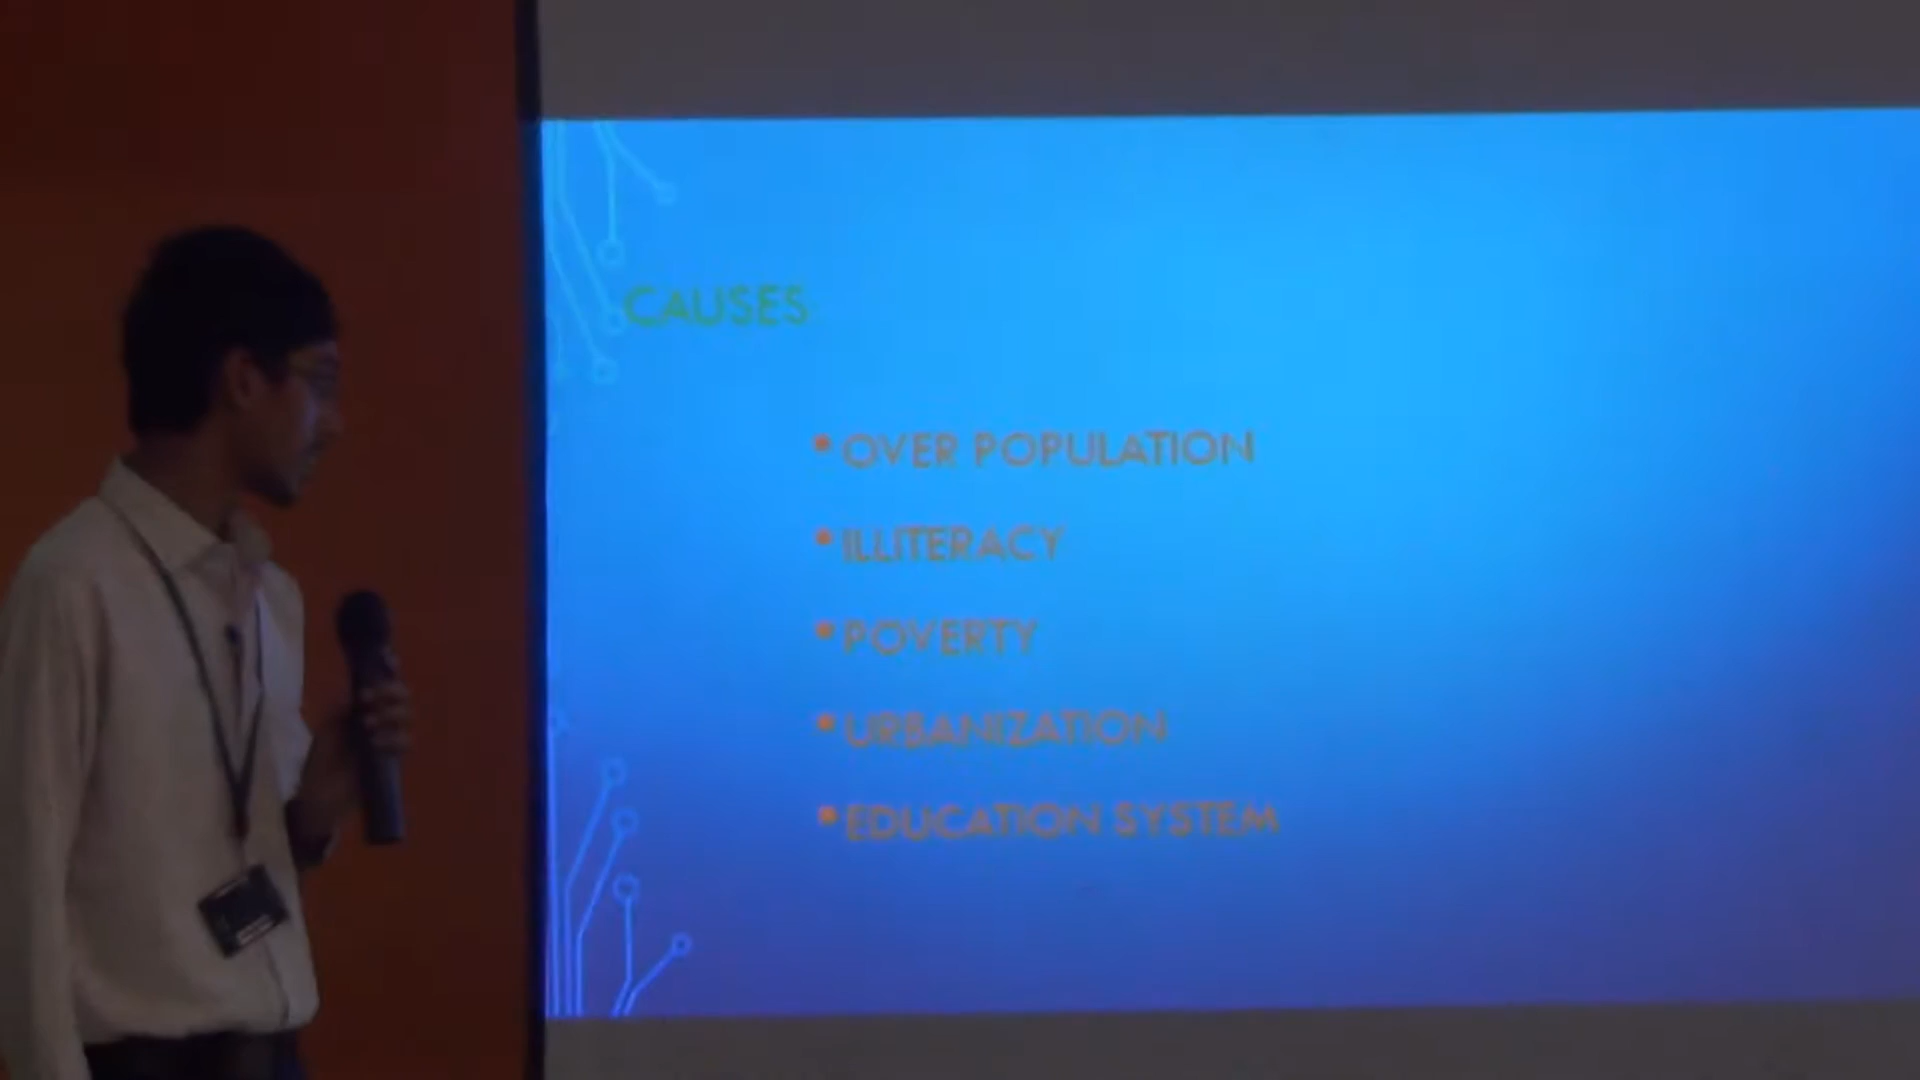 CAUSES:
▪ OVER POPULATION
▪ ILLITERACY
▪ POVERTY
▪ URBANIZATION
▪ EDUCATION SYSTEM